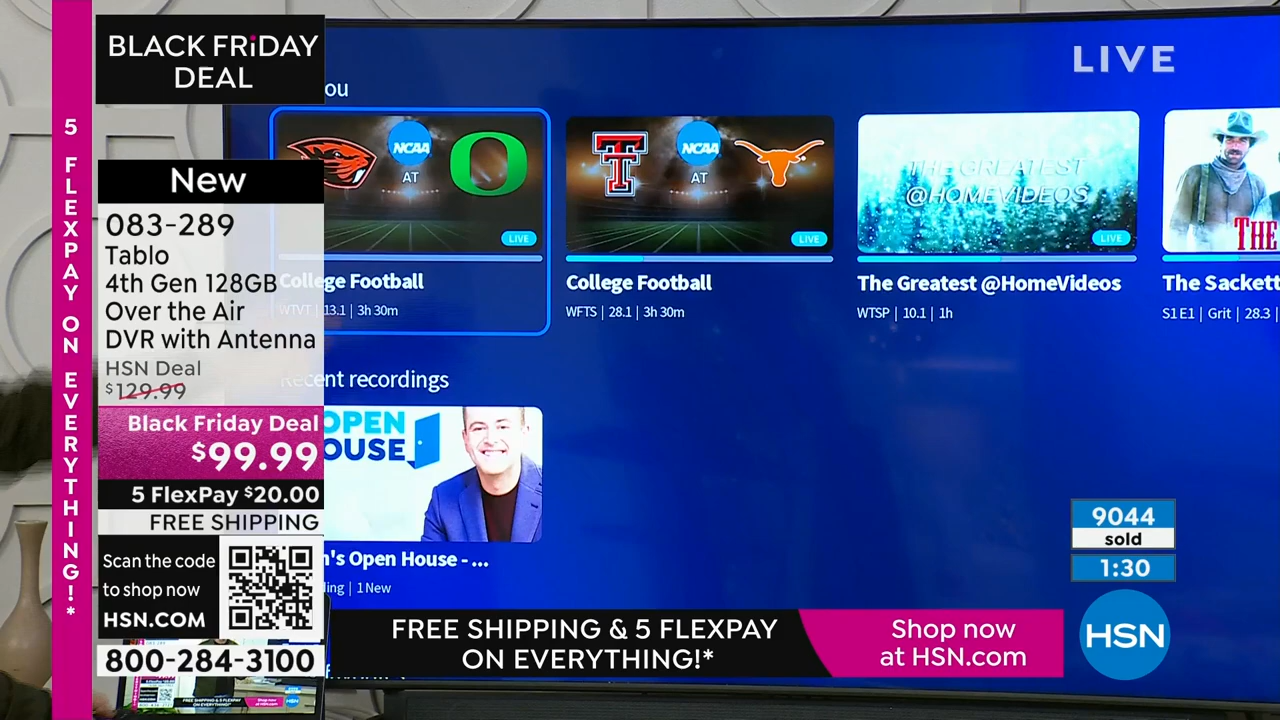 BLACK FRiDAY
DEAL
5 FLEXPAY ON EVERYTHING!*
New
083-289
Tablo
4th Gen 128GB
Over the Air
DVR with Antenna
HSN Deal
$129.99
Black Friday Deal
$99.99
5 FlexPay $20.00
FREE SHIPPING
Scan the code
to shop now
HSN.COM
800-284-3100
LIVE
ou
NCAA
AT
O
LIVE
College Football
WTVT | 13.1 | 3h 30m
NCAA
AT
LIVE
College Football
WFTS | 28.1 | 3h 30m
THE GREATEST
@HOMEVIDEOS
LIVE
The Greatest @HomeVideos
WTSP | 10.1 | 1h
THE
The Sackett
S1 E1 | Grit | 28.3 |
Recent recordings
OPEN
OUSE
n's Open House - ...
ing | 1 New
9044
sold
1:30
HSN
FREE SHIPPING & 5 FLEXPAY
ON EVERYTHING!*
Shop now
at HSN.com